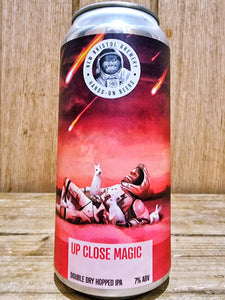 NEW BRISTOL BREWERY
HANDS-ON BEERS
UP CLOSE MAGIC
DOUBLE DRY HOPPED IPA 7% ABV